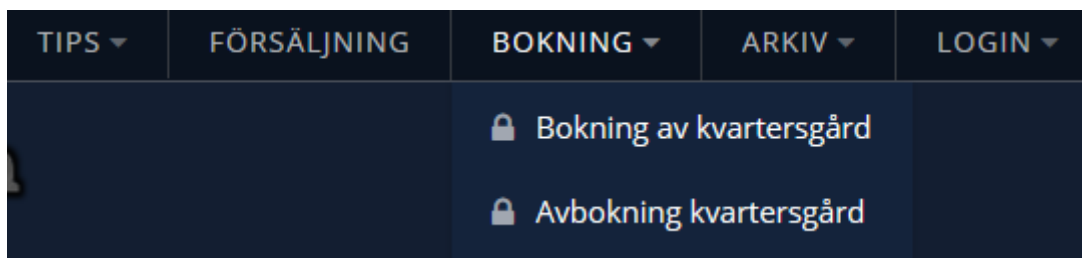 TIPS FÖRSÄLJNING BOKNING ARKIV LOGIN
Bokning av kvartersgård
Avbokning kvartersgård